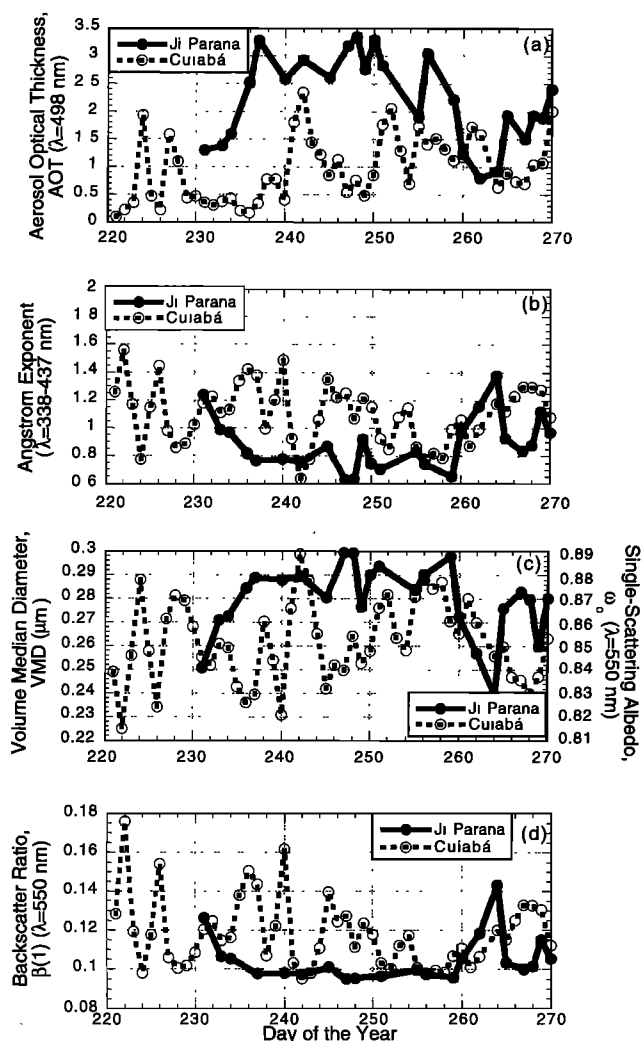 3.5
3
2.5
2
1.5
1
0.5
0
Aerosol Optical Thickness,
AOT (λ=498 nm)
Ji Parana
Cuiabá
(a)
220 230 240 250 260 270
2
1.8
1.6
1.4
1.2
1
0.8
0 6
Angstrom Exponent
(λ=338-437 nm)
Ji Parana
Cuiabá
(b)
220 230 240 250 260 270
0.3
0.29
0.28
0.27
0.26
0.25
0.24
0.23
0.22
Volume Median Diameter,
VMD (μm)
(c)
Ji Parana
Cuiabá
0.89
0.88
0.87
0.86
0.85
0.84
0.83
0.82
0.81
Single-Scattering Albedo,
ω₀ (λ=550 nm)
220 230 240 250 260 270
0.18
0.16
0.14
0.12
0.1
0.08
Backscatter Ratio,
β(1) (λ=550 nm)
Ji Parana
Cuiabá
(d)
220 230 240 250 260 270
Day of the Year